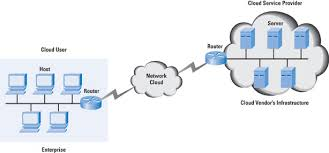 Cloud Service Provider
Server
Router
Cloud User
Host
Router
Network
Cloud
Cloud Vendor's Infrastructure
Enterprise